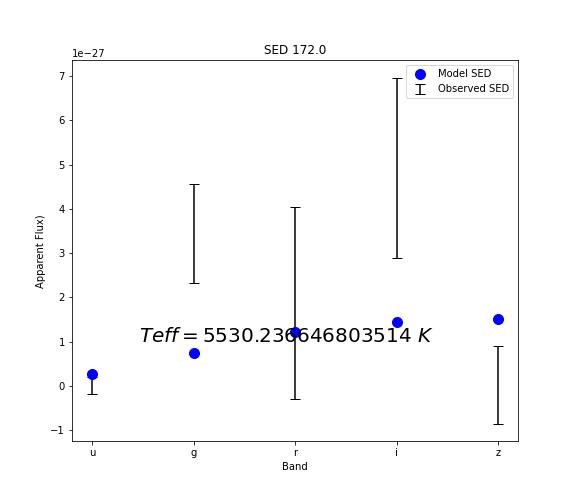 SED 172.0
1e−27
Model SED
Observed SED
7
6
5
4
3
2
1
0
−1
Apparent Flux)
Teff = 5530.236646803514 K
u g r i z
Band